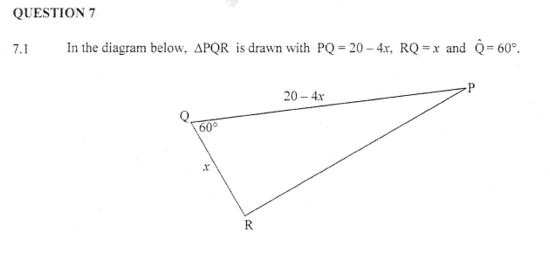 QUESTION 7
7.1 In the diagram below, ΔPQR is drawn with PQ = 20 – 4x, RQ = x and Q̂ = 60°.
P
20 – 4x
Q
60°
x
R